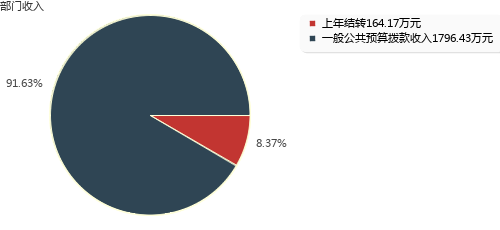 部门收入
上年结转164.17万元
一般公共预算拨款收入1796.43万元
91.63%
8.37%